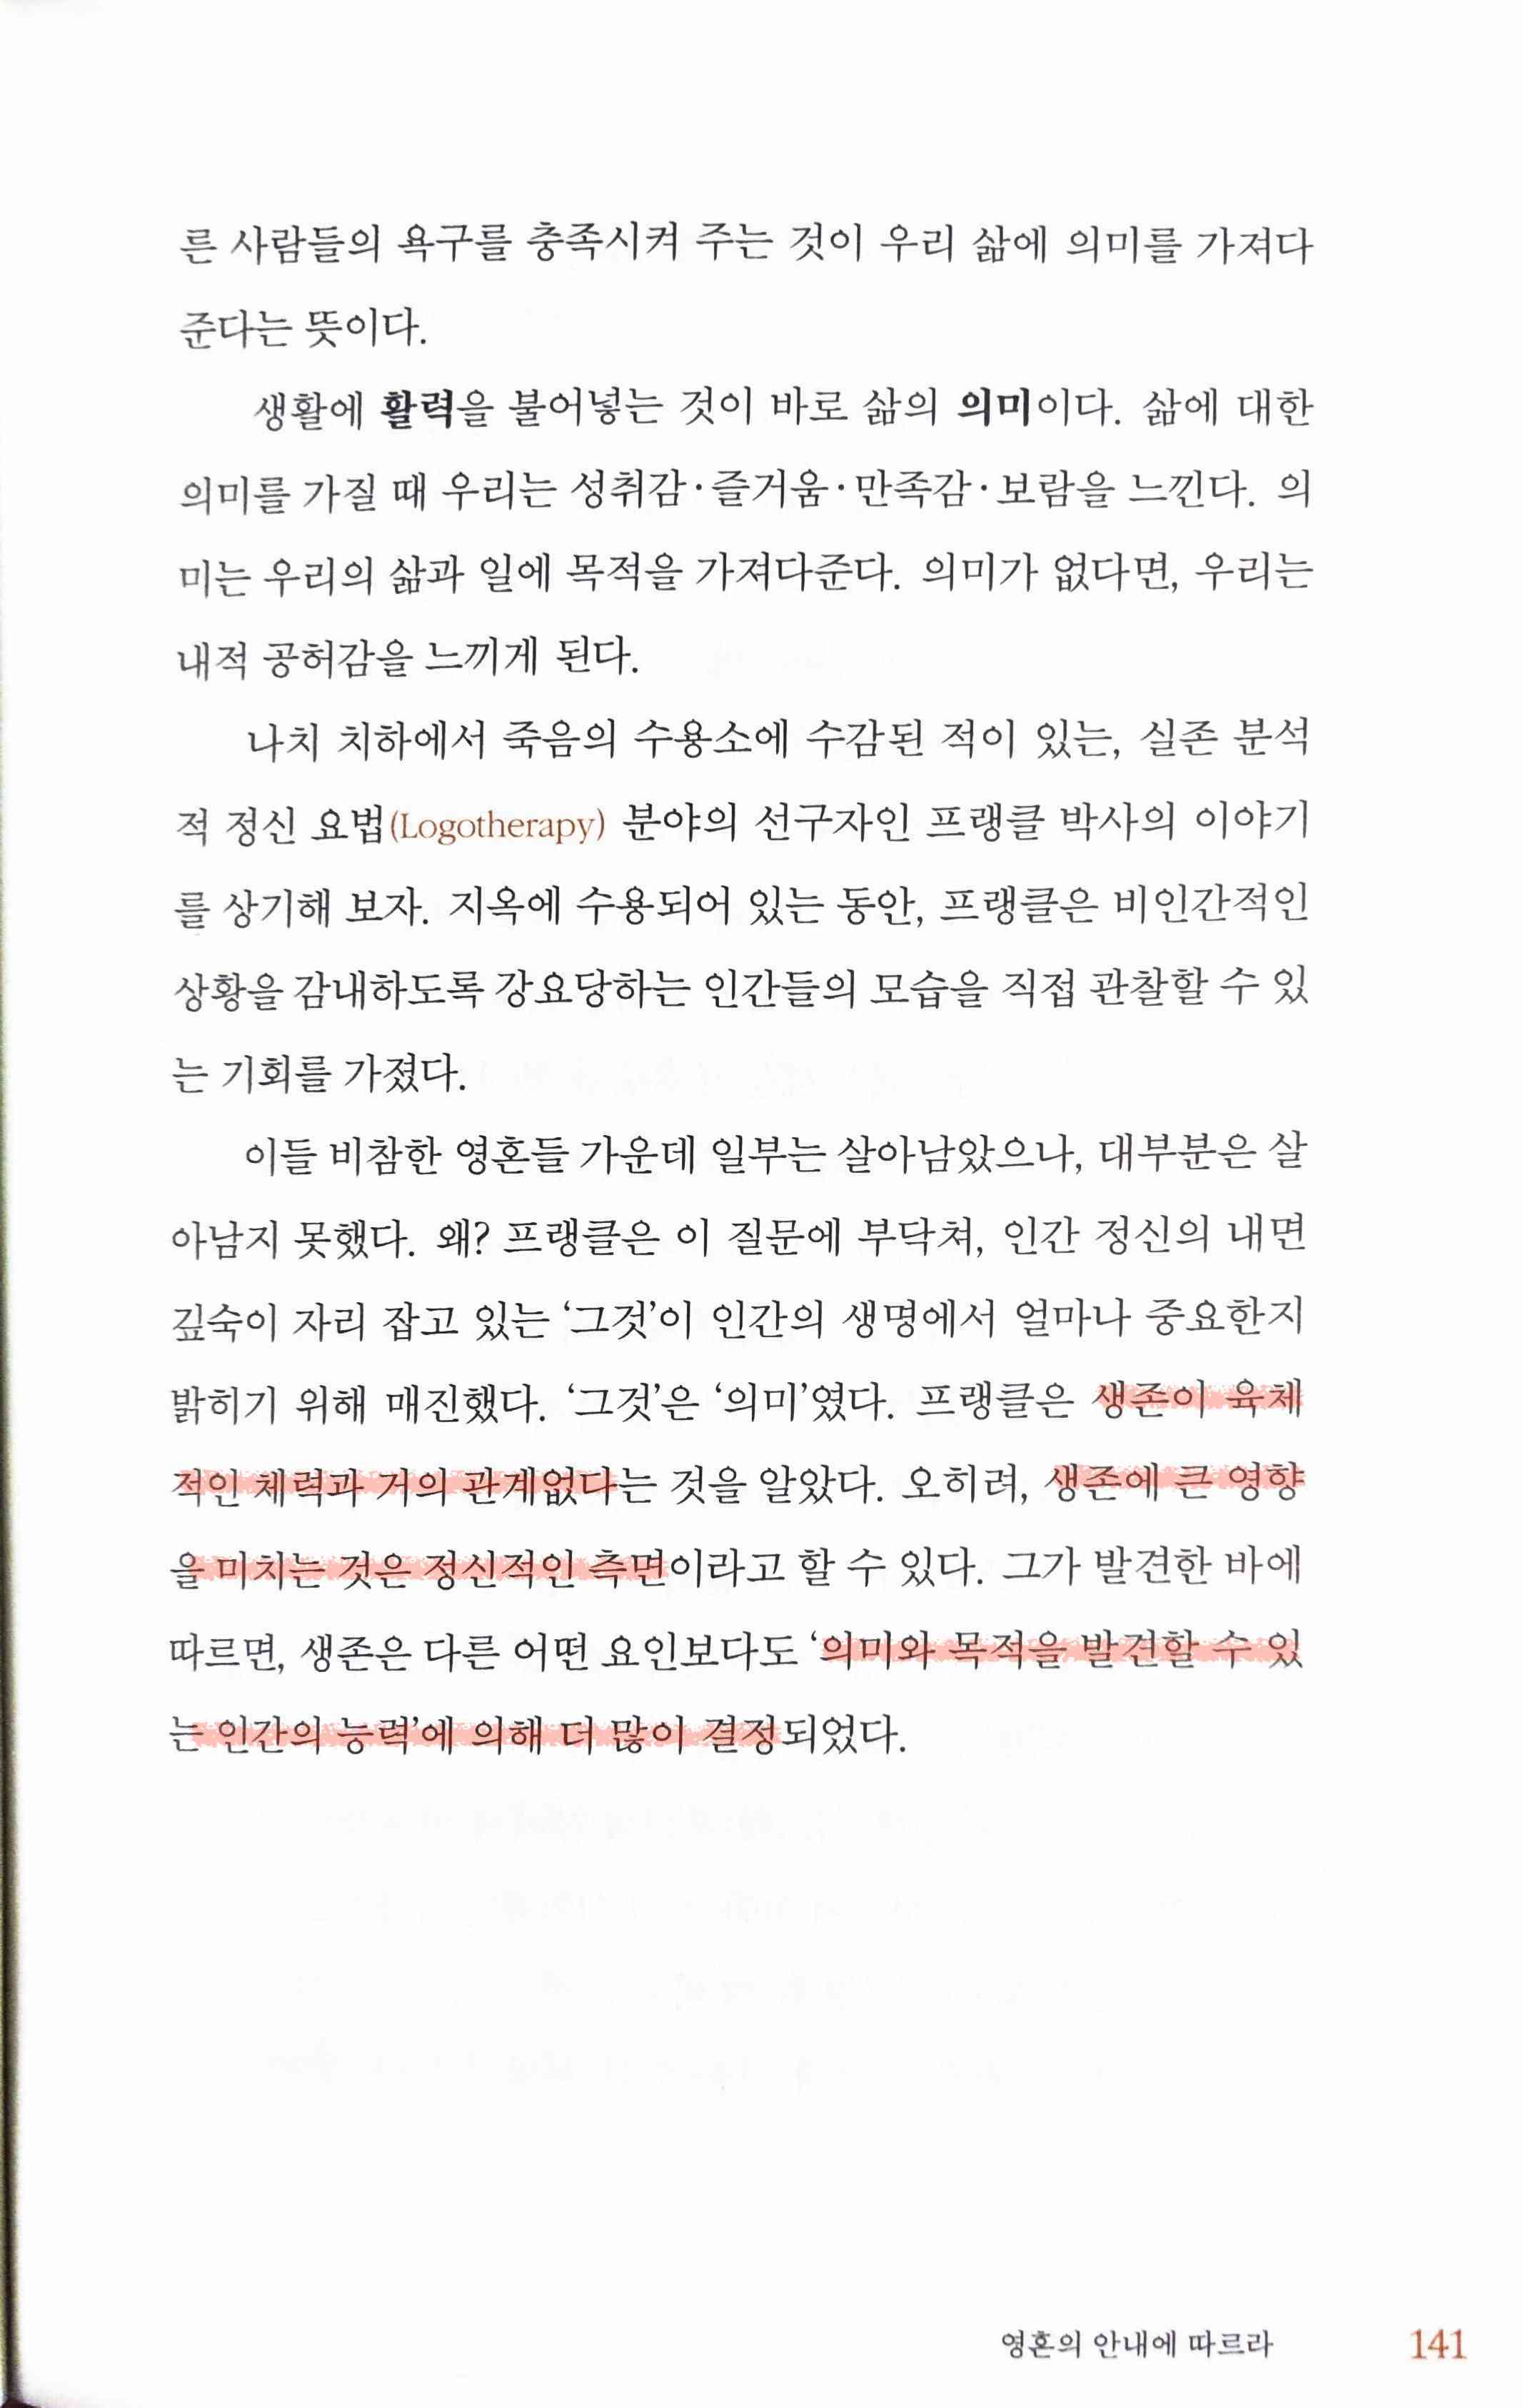 른 사람들의 욕구를 충족시켜 주는 것이 우리 삶에 의미를 가져다
준다는 뜻이다.
생활에 활력을 불어넣는 것이 바로 삶의 의미이다. 삶에 대한
의미를 가질 때 우리는 성취감·즐거움·만족감·보람을 느낀다. 의
미는 우리의 삶과 일에 목적을 가져다준다. 의미가 없다면, 우리는
내적 공허감을 느끼게 된다.
나치 치하에서 죽음의 수용소에 수감된 적이 있는, 실존 분석
적 정신 요법(Logotherapy) 분야의 선구자인 프랭클 박사의 이야기
를 상기해 보자. 지옥에 수용되어 있는 동안, 프랭클은 비인간적인
상황을 감내하도록 강요당하는 인간들의 모습을 직접 관찰할 수 있
는 기회를 가졌다.
이들 비참한 영혼들 가운데 일부는 살아남았으나, 대부분은 살
아남지 못했다. 왜? 프랭클은 이 질문에 부닥쳐, 인간 정신의 내면
깊숙이 자리 잡고 있는 ‘그것’이 인간의 생명에서 얼마나 중요한지
밝히기 위해 매진했다. ‘그것’은 ‘의미’였다. 프랭클은 생존이 육체
적인 체력과 거의 관계없다는 것을 알았다. 오히려, 생존에 큰 영향
을 미치는 것은 정신적인 측면이라고 할 수 있다. 그가 발견한 바에
따르면, 생존은 다른 어떤 요인보다도 ‘의미와 목적을 발견할 수 있
는 인간의 능력’에 의해 더 많이 결정되었다.
영혼의 안내에 따르라 141